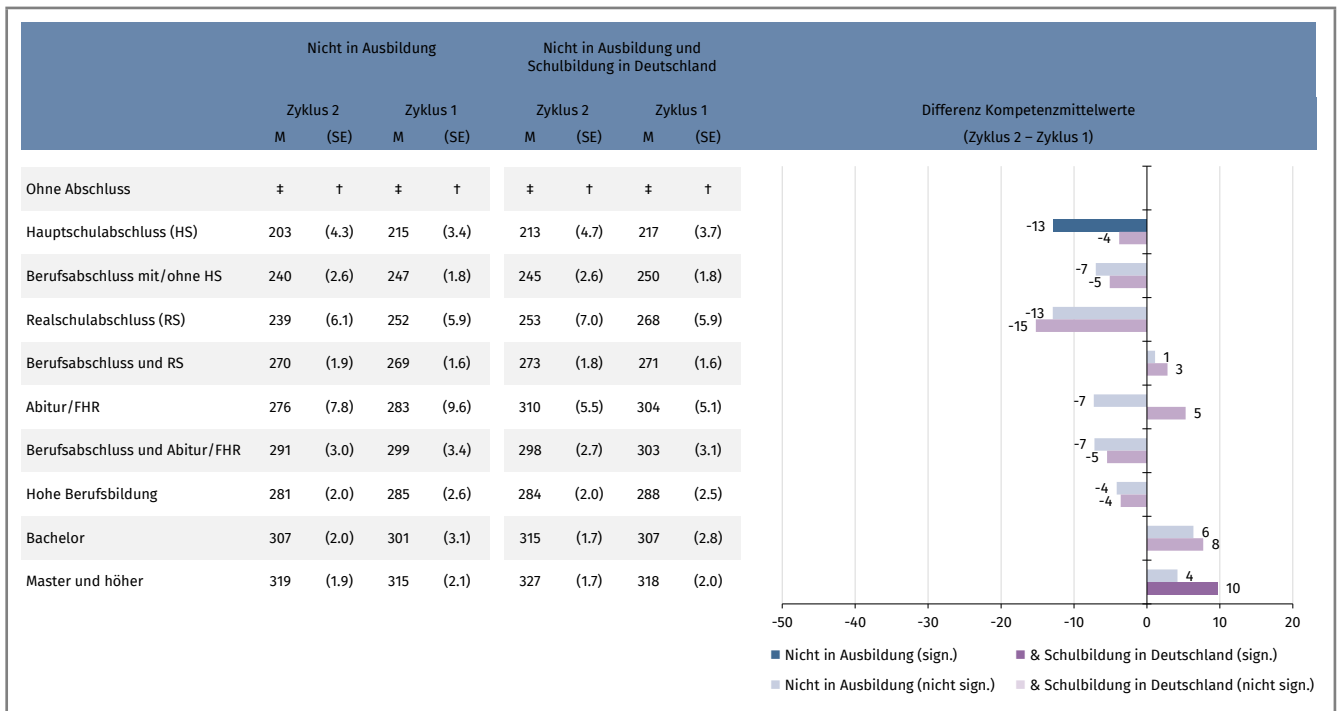 Nicht in Ausbildung
Nicht in Ausbildung und
Schulbildung in Deutschland
Zyklus 2 Zyklus 1 Zyklus 2 Zyklus 1 Differenz Kompetenzmittelwerte
M (SE) M (SE) M (SE) M (SE) (Zyklus 2 – Zyklus 1)
Ohne Abschluss ‡ † ‡ † ‡ † ‡ †
Hauptschulabschluss (HS) 203 (4.3) 215 (3.4) 213 (4.7) 217 (3.7) -13 -4
Berufsabschluss mit/ohne HS 240 (2.6) 247 (1.8) 245 (2.6) 250 (1.8) -7 -5
Realschulabschluss (RS) 239 (6.1) 252 (5.9) 253 (7.0) 268 (5.9) -13 -15
Berufsabschluss und RS 270 (1.9) 269 (1.6) 273 (1.8) 271 (1.6) 1 3
Abitur/FHR 276 (7.8) 283 (9.6) 310 (5.5) 304 (5.1) -7 5
Berufsabschluss und Abitur/FHR 291 (3.0) 299 (3.4) 298 (2.7) 303 (3.1) -7 -5
Hohe Berufsbildung 281 (2.0) 285 (2.6) 284 (2.0) 288 (2.5) -4 -4
Bachelor 307 (2.0) 301 (3.1) 315 (1.7) 307 (2.8) 6 8
Master und höher 319 (1.9) 315 (2.1) 327 (1.7) 318 (2.0) 4 10
-50 -40 -30 -20 -10 0 10 20
Nicht in Ausbildung (sign.) & Schulbildung in Deutschland (sign.)
Nicht in Ausbildung (nicht sign.) & Schulbildung in Deutschland (nicht sign.)